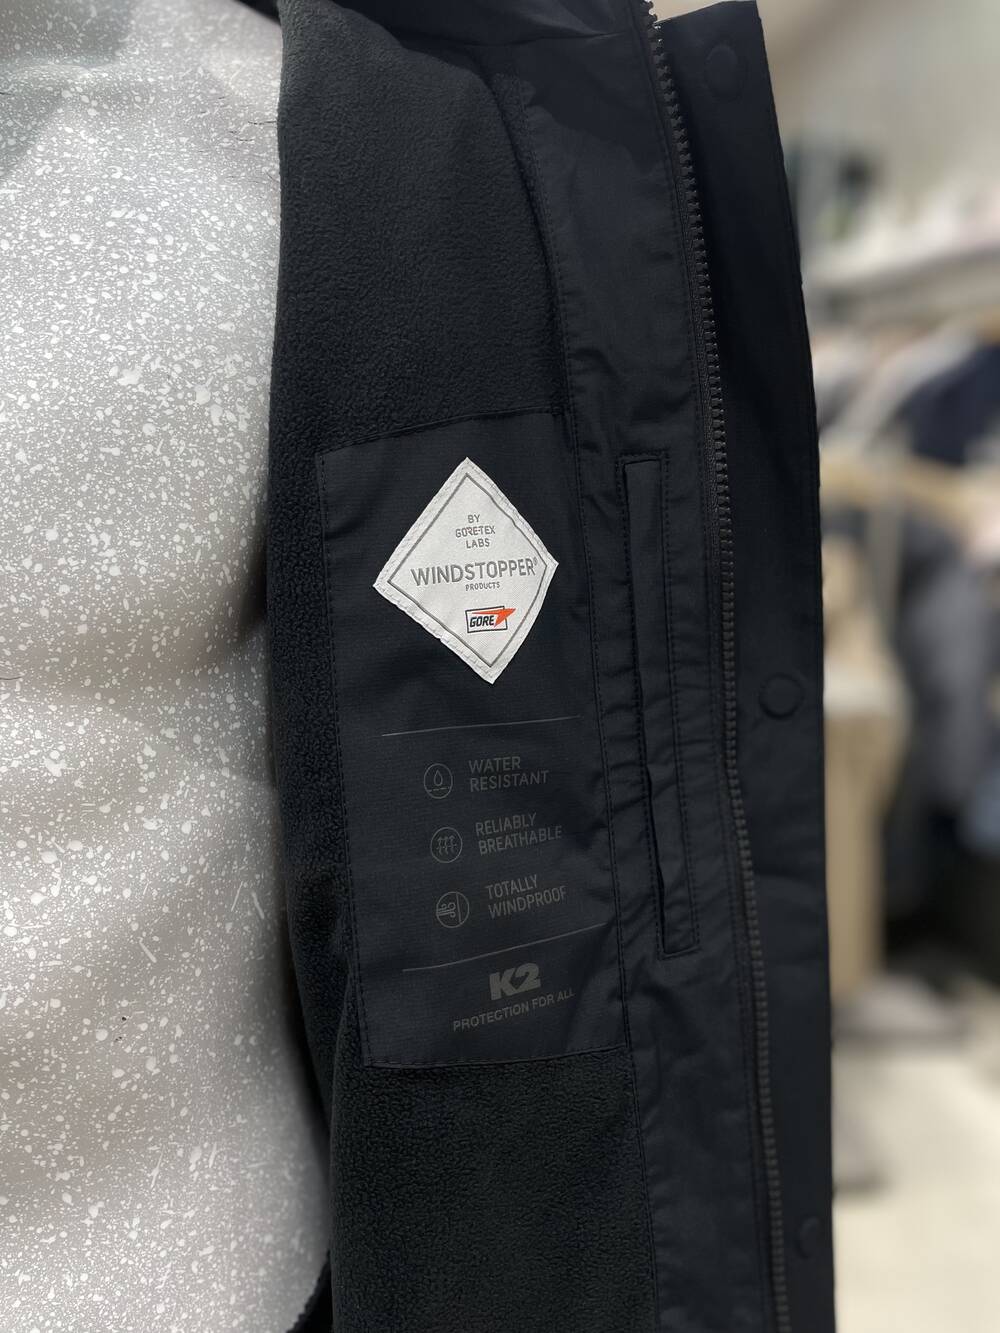 BY
GORE-TEX
LABS
WINDSTOPPER®
PRODUCTS
GORE
WATER
RESISTANT
RELIABLY
BREATHABLE
TOTALLY
WINDPROOF
K2
PROTECTION FOR ALL